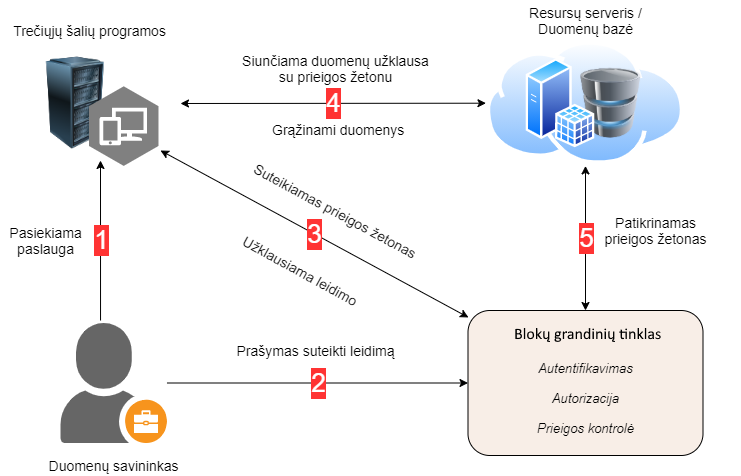 Trečiųjų šalių programos
Resursų serveris /
Duomenų bazė
Siunčiama duomenų užklausa
su prieigos žetonu
4
Grąžinami duomenys
Pasiekiama
paslauga
1
Suteikiamas prieigos žetonas
3
Užklausiama leidimo
5
Patikrinamas
prieigos žetonas
Prašymas suteikti leidimą
2
Blokų grandinių tinklas
Autentifikavimas
Autorizacija
Prieigos kontrolė
Duomenų savininkas